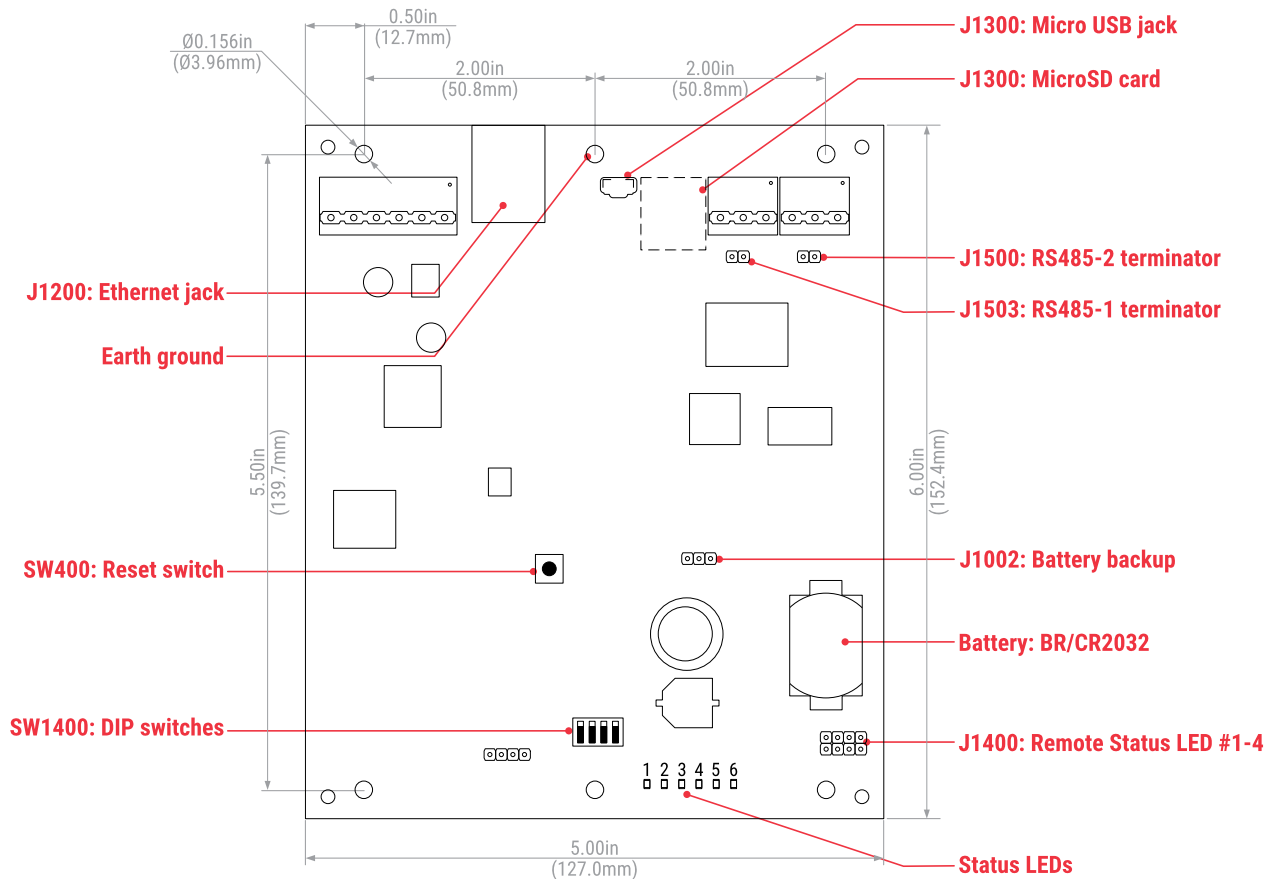 0.50in
(12.7mm)
J1300: Micro USB jack
Ø0.156in
(Ø3.96mm)
2.00in
(50.8mm)
2.00in
(50.8mm)
J1300: MicroSD card
J1500: RS485-2 terminator
J1200: Ethernet jack
J1503: RS485-1 terminator
Earth ground
5.50in
(139.7mm)
6.00in
(152.4mm)
SW400: Reset switch
J1002: Battery backup
Battery: BR/CR2032
SW1400: DIP switches
J1400: Remote Status LED #1-4
1 2 3 4 5 6
5.00in
(127.0mm)
Status LEDs